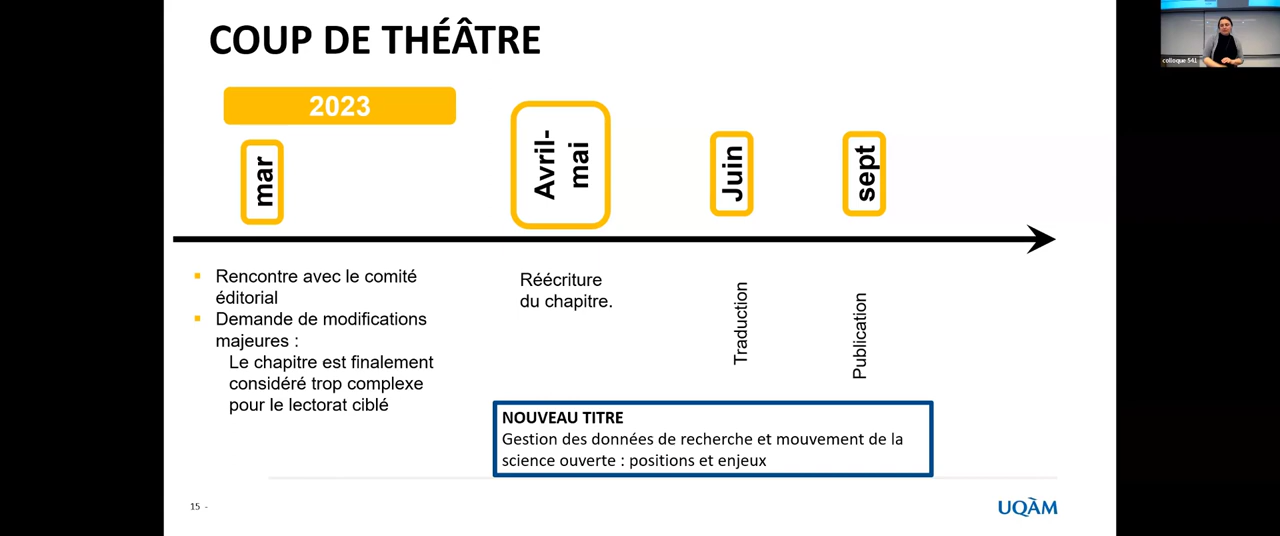 COUP DE THÉÂTRE
colloque S4L
2023
mar
Avril-
mai
Juin
sept
▪ Rencontre avec le comité
éditorial
▪ Demande de modifications
majeures :
Le chapitre est finalement
considéré trop complexe
pour le lectorat ciblé
Réécriture
du chapitre.
Traduction
Publication
NOUVEAU TITRE
Gestion des données de recherche et mouvement de la
science ouverte : positions et enjeux
15 -
UQÀM